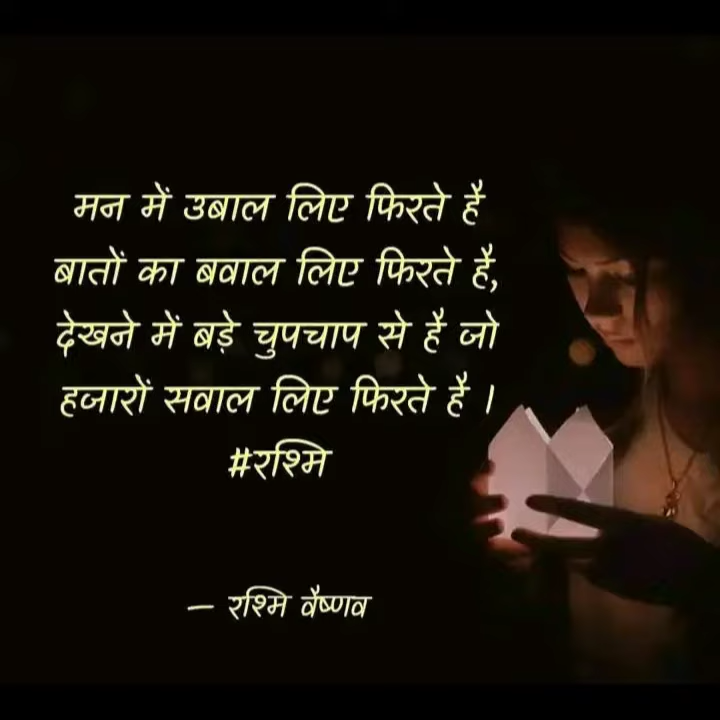 मन में उबाल लिए फिरते है
बातों का बवाल लिए फिरते है,
देखने में बड़े चुपचाप से है जो
हजारों सवाल लिए फिरते है ।
#रश्मि
– रश्मि वैष्णव